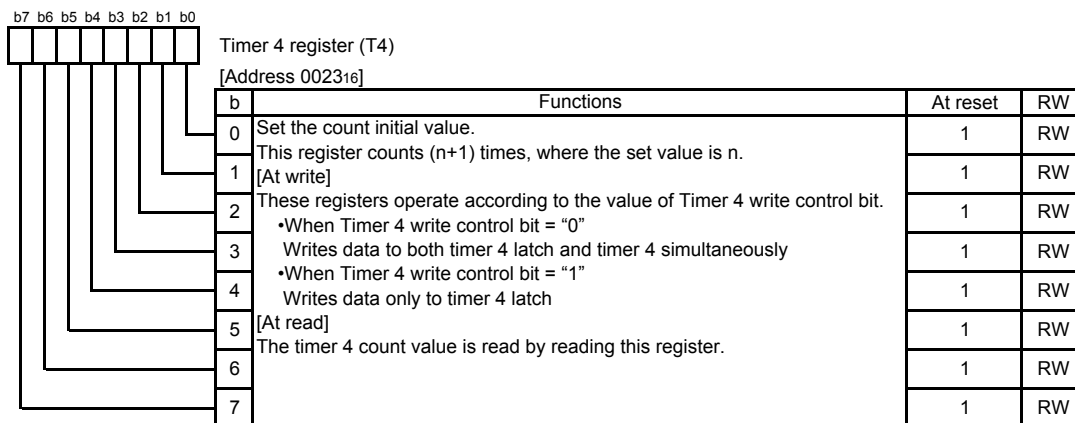 b7 b6 b5 b4 b3 b2 b1 b0
Timer 4 register (T4)
[Address 002316]
b Functions At reset RW
0 Set the count initial value. 1 RW
This register counts (n+1) times, where the set value is n.
1 [At write] 1 RW
These registers operate according to the value of Timer 4 write control bit.
2 •When Timer 4 write control bit = “0” 1 RW
3 Writes data to both timer 4 latch and timer 4 simultaneously 1 RW
•When Timer 4 write control bit = “1”
4 Writes data only to timer 4 latch 1 RW
5 [At read] 1 RW
The timer 4 count value is read by reading this register.
6 1 RW
7 1 RW